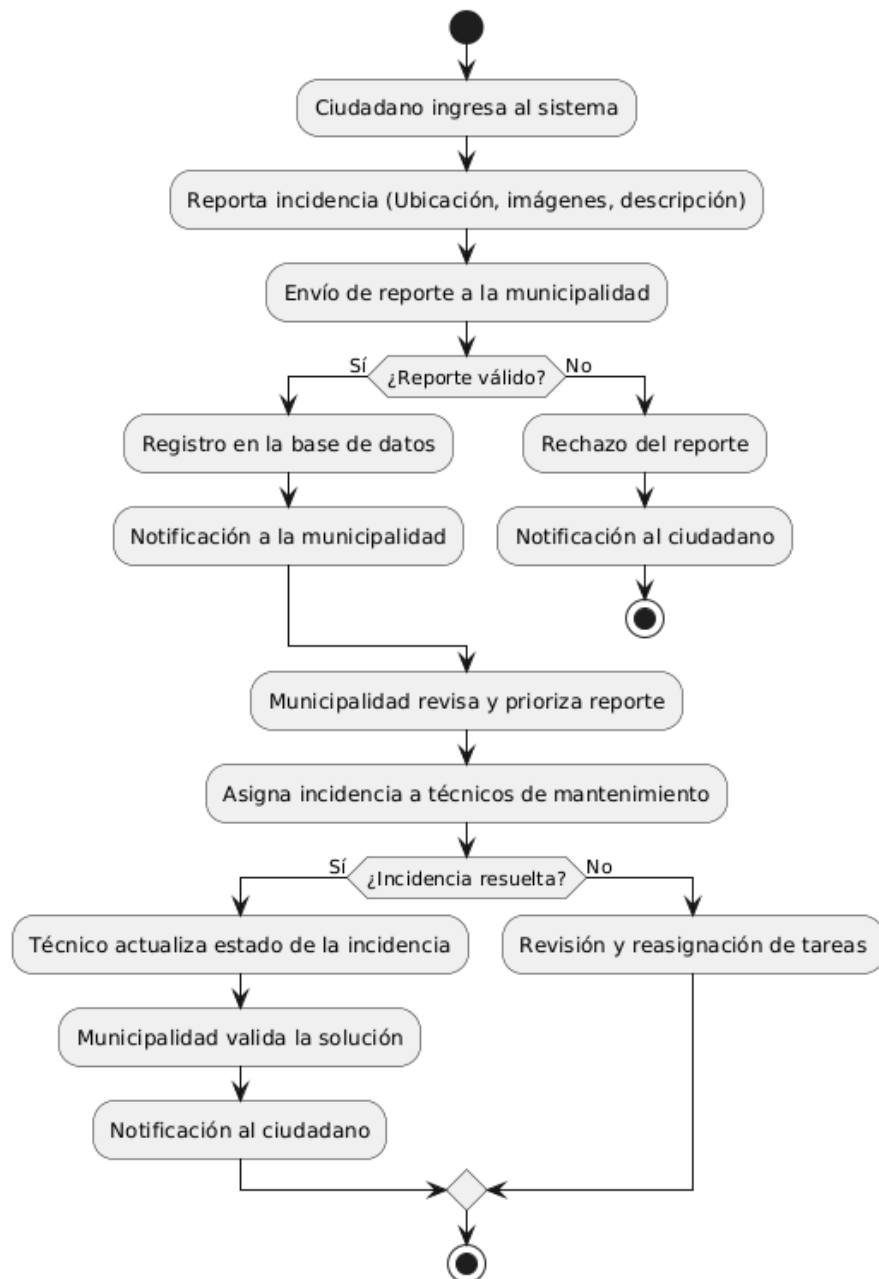 Ciudadano ingresa al sistema
Reporta incidencia (Ubicación, imágenes, descripción)
Envío de reporte a la municipalidad
Sí
¿Reporte válido?
No
Registro en la base de datos
Rechazo del reporte
Notificación a la municipalidad
Notificación al ciudadano
Municipalidad revisa y prioriza reporte
Asigna incidencia a técnicos de mantenimiento
Sí
¿Incidencia resuelta?
No
Técnico actualiza estado de la incidencia
Revisión y reasignación de tareas
Municipalidad valida la solución
Notificación al ciudadano